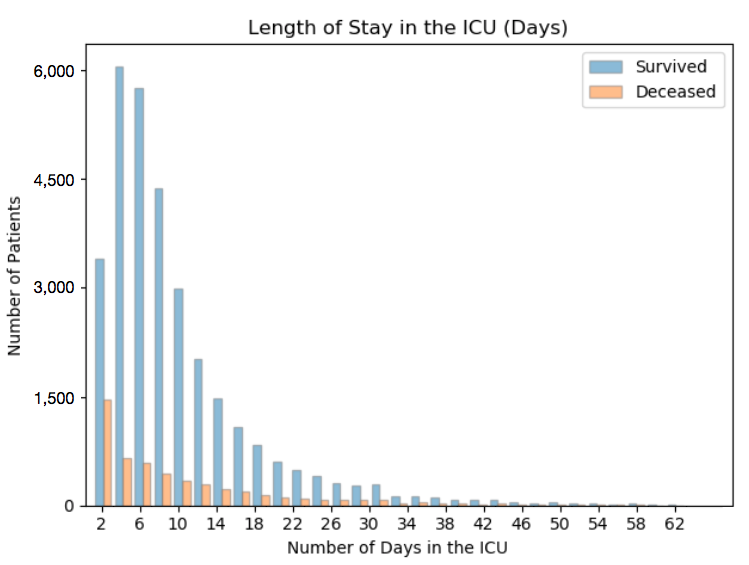 Length of Stay in the ICU (Days)
Survived
Deceased
Number of Patients
6,000
4,500
3,000
1,500
0
2 6 10 14 18 22 26 30 34 38 42 46 50 54 58 62
Number of Days in the ICU